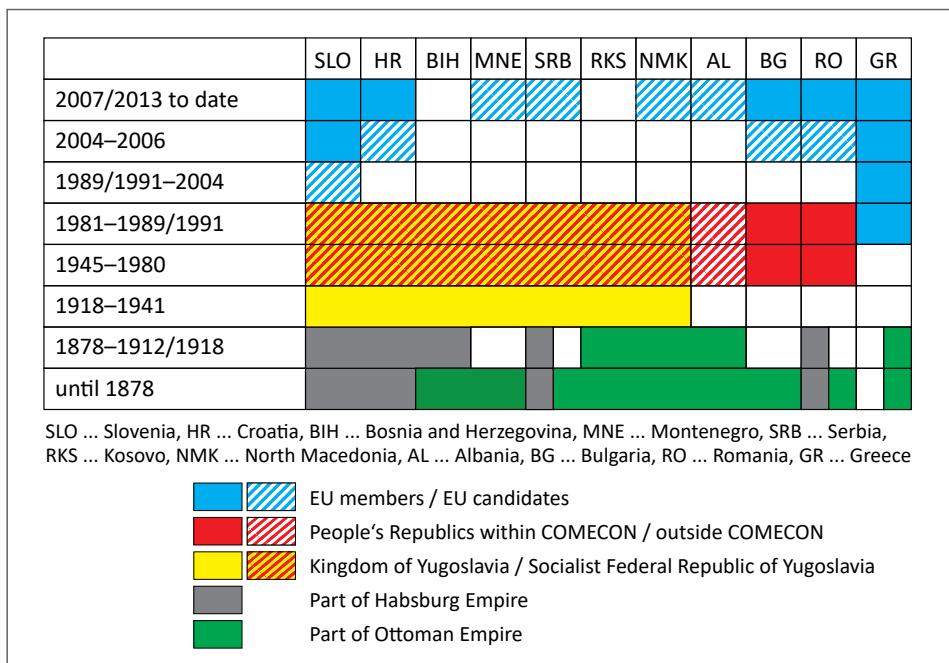 SLO HR BIH MNE SRB RKS NMK AL BG RO GR
2007/2013 to date
2004–2006
1989/1991–2004
1981–1989/1991
1945–1980
1918–1941
1878–1912/1918
until 1878
SLO ... Slovenia, HR ... Croatia, BIH ... Bosnia and Herzegovina, MNE ... Montenegro, SRB ... Serbia,
RKS ... Kosovo, NMK ... North Macedonia, AL ... Albania, BG ... Bulgaria, RO ... Romania, GR ... Greece
EU members / EU candidates
People‘s Republics within COMECON / outside COMECON
Kingdom of Yugoslavia / Socialist Federal Republic of Yugoslavia
Part of Habsburg Empire
Part of Ottoman Empire